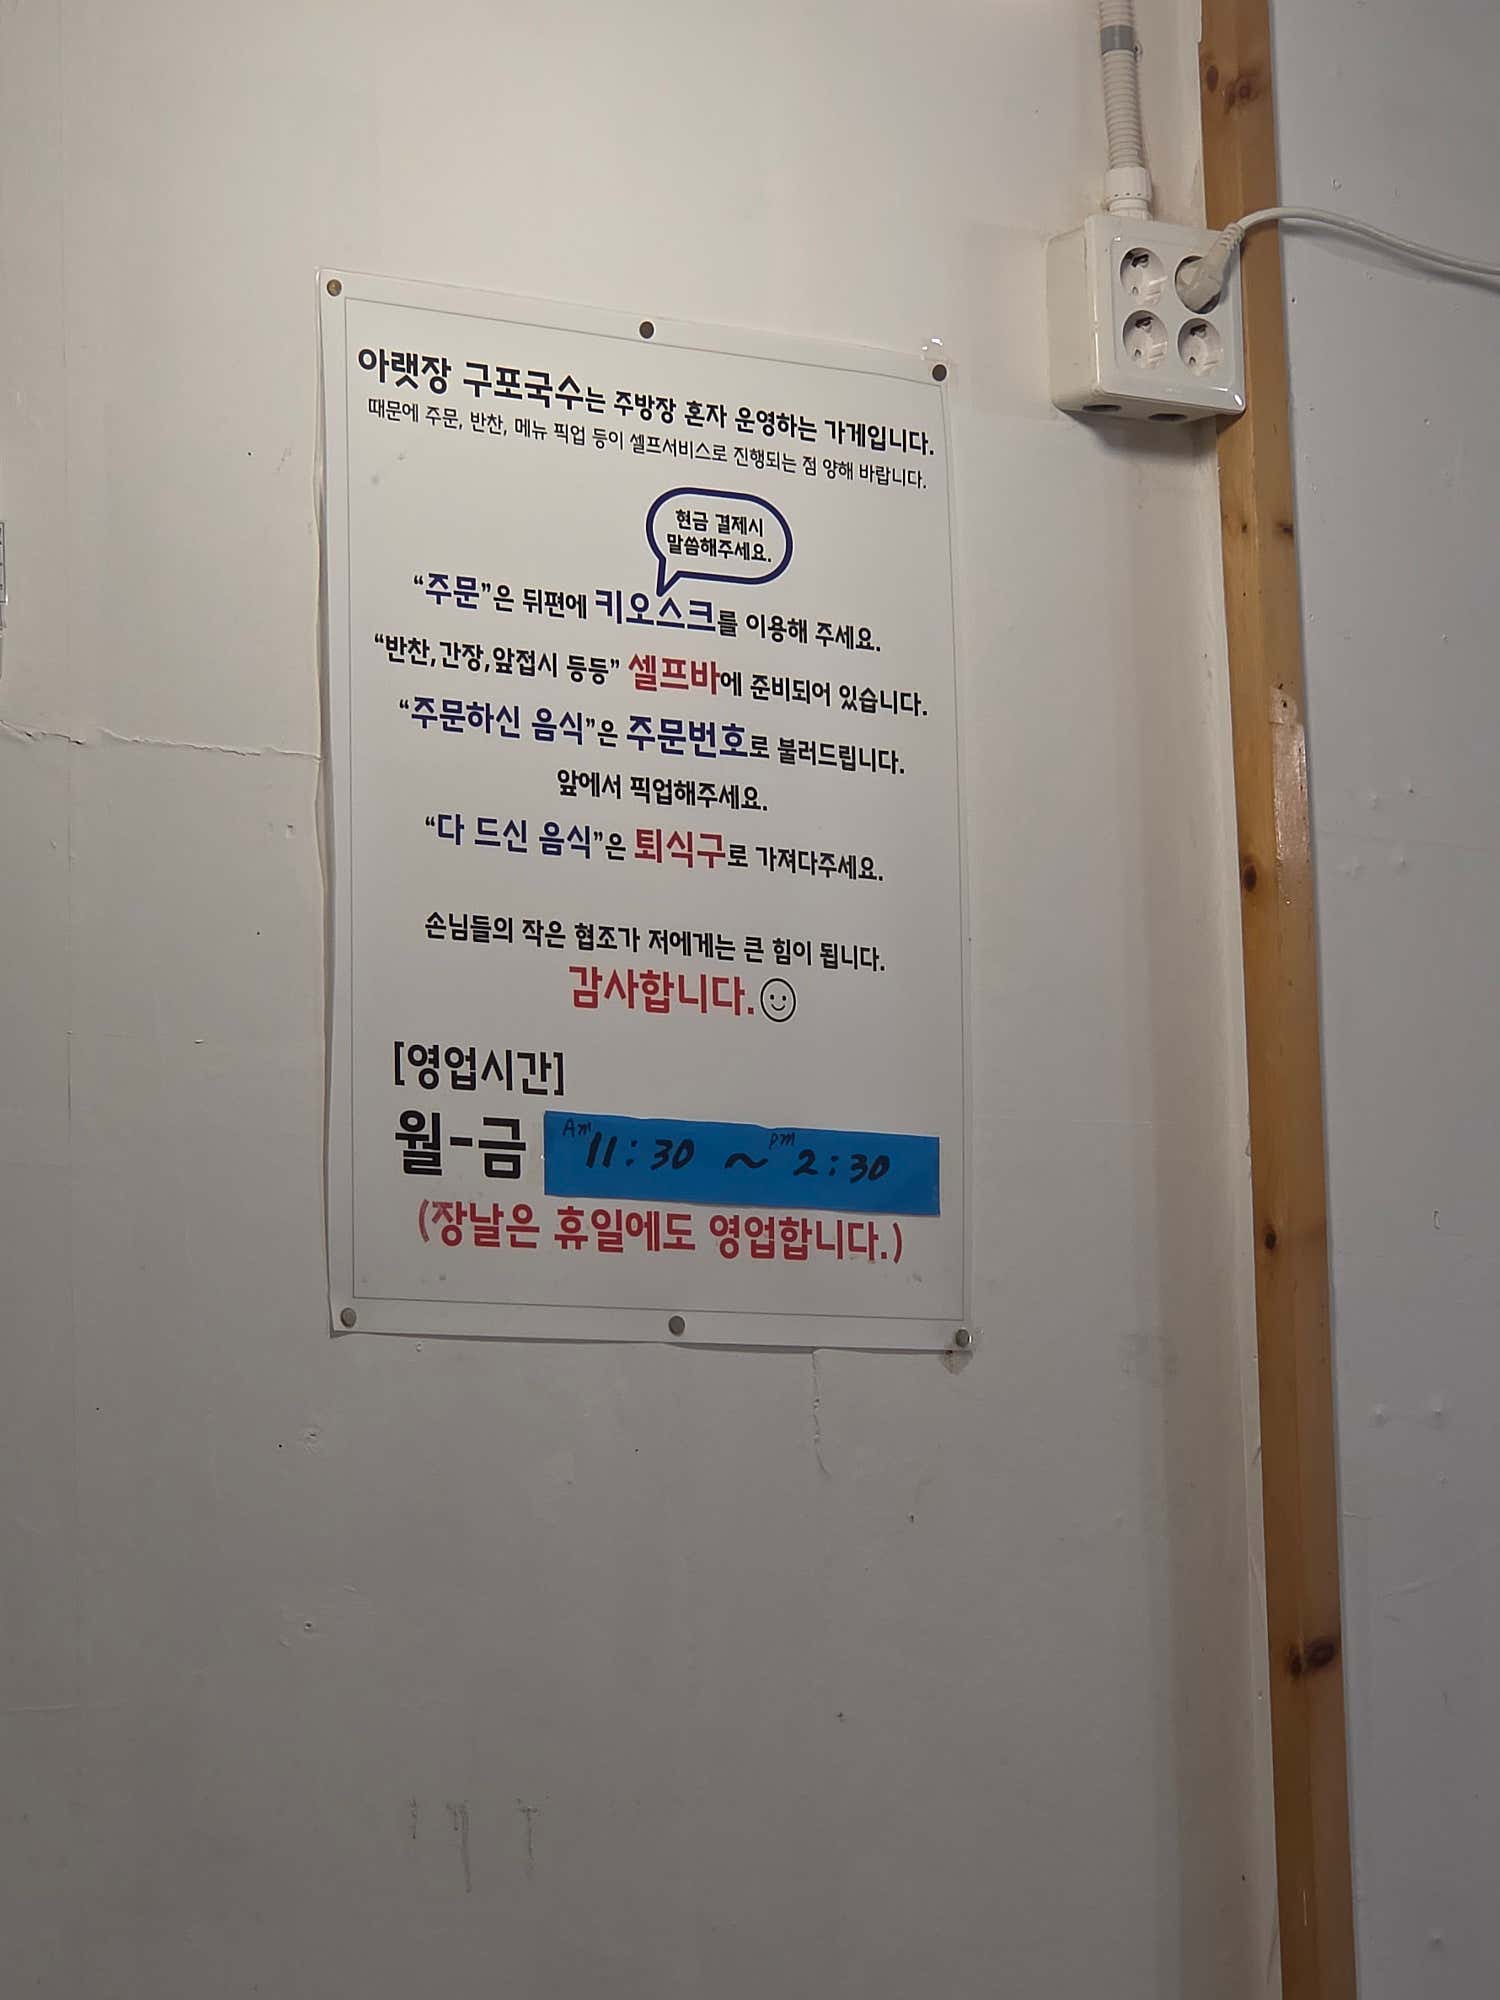 아랫장 구포국수는 주방장 혼자 운영하는 가게입니다.
때문에 주문, 반찬, 메뉴 픽업 등이 셀프서비스로 진행되는 점 양해 바랍니다.
현금 결제시
말씀해주세요.
“주문”은 뒤편에 키오스크를 이용해 주세요.
“반찬,간장,앞접시 등등” 셀프바에 준비되어 있습니다.
“주문하신 음식”은 주문번호로 불러드립니다.
앞에서 픽업해주세요.
“다 드신 음식”은 퇴식구로 가져다주세요.
손님들의 작은 협조가 저에게는 큰 힘이 됩니다.
감사합니다.
[영업시간]
월-금 Am 11:30 ~ pm 2:30
(장날은 휴일에도 영업합니다.)